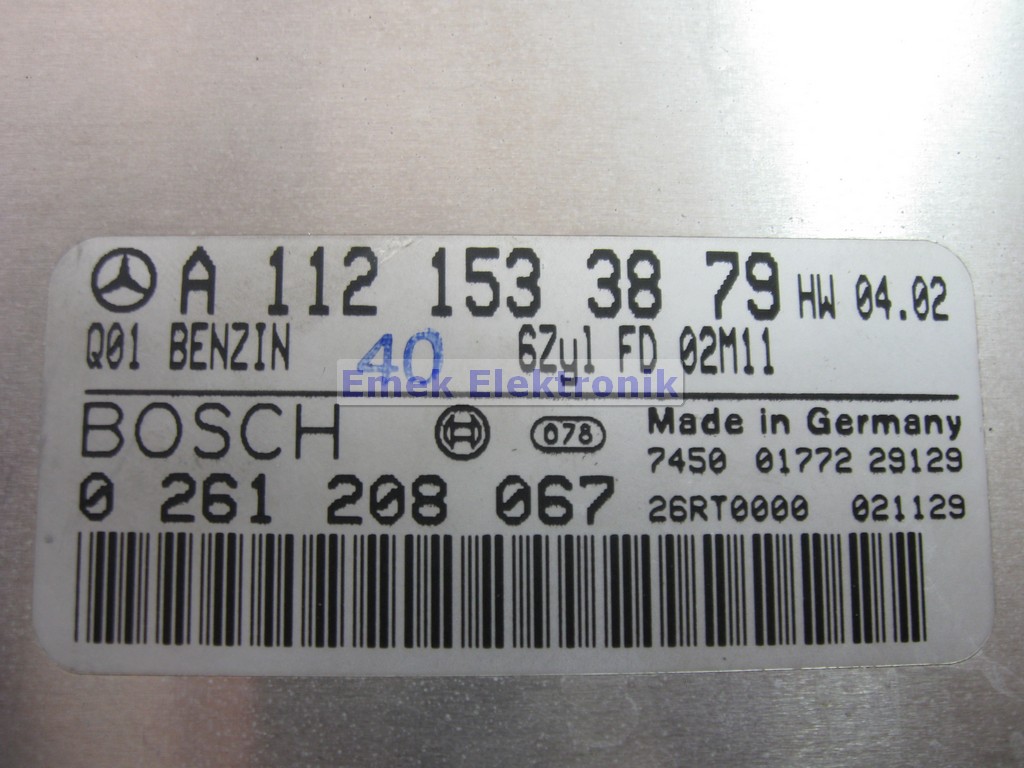 A 112 153 38 79 HW 04.02
Q01 BENZIN 40 6Zyl FD 02M11
Emek Elektronik
BOSCH H 078 Made in Germany
7450 01772 29129
0 261 208 067 26RT0000 021129